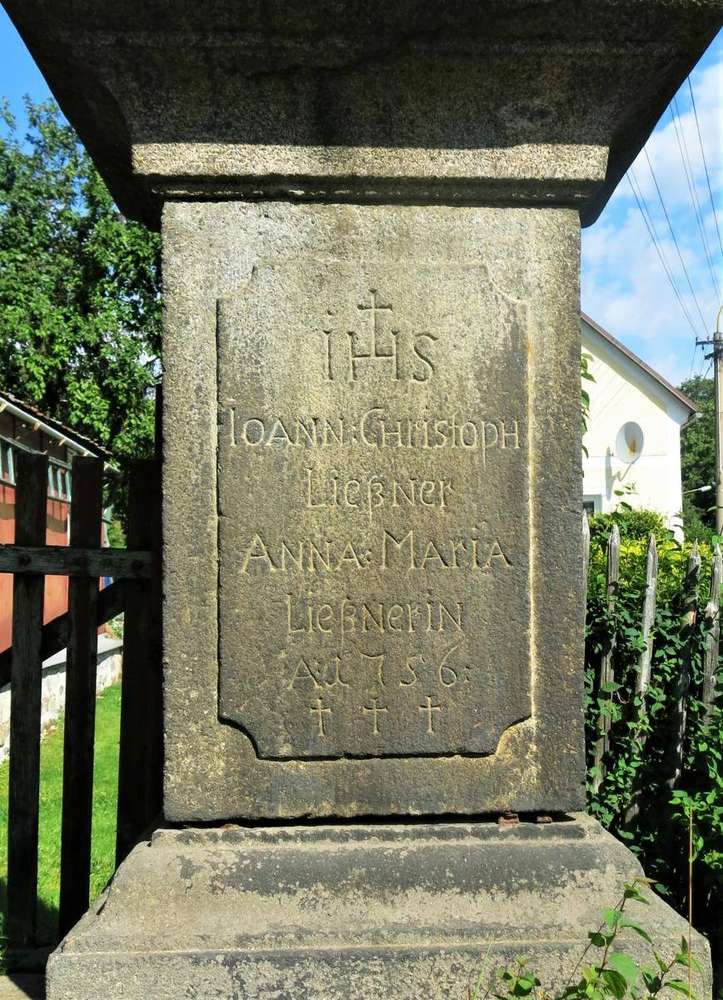 IHS
IOANN:CHRISTOPH
LIEßNER
ANNA:MARIA
LIEßNERIN
A:1756: